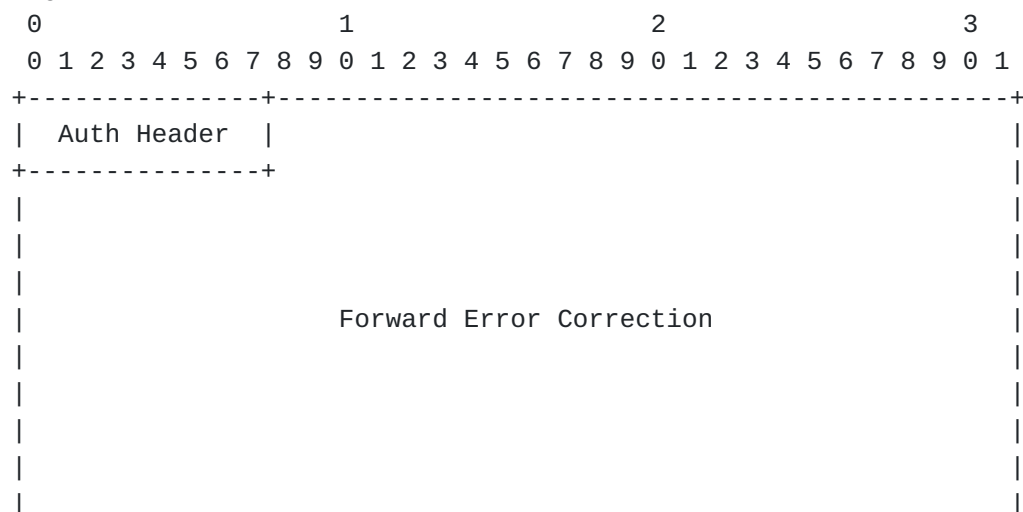 0                   1                   2                   3
 0 1 2 3 4 5 6 7 8 9 0 1 2 3 4 5 6 7 8 9 0 1 2 3 4 5 6 7 8 9 0 1
+---------------+-----------------------------------------------+
|  Auth Header  |                                               |
+---------------+                                               |
|                                                               |
|                                                               |
|                                                               |
|                    Forward Error Correction                   |
|                                                               |
|                                                               |
|                                                               |
|                                                               |
|                                                               |